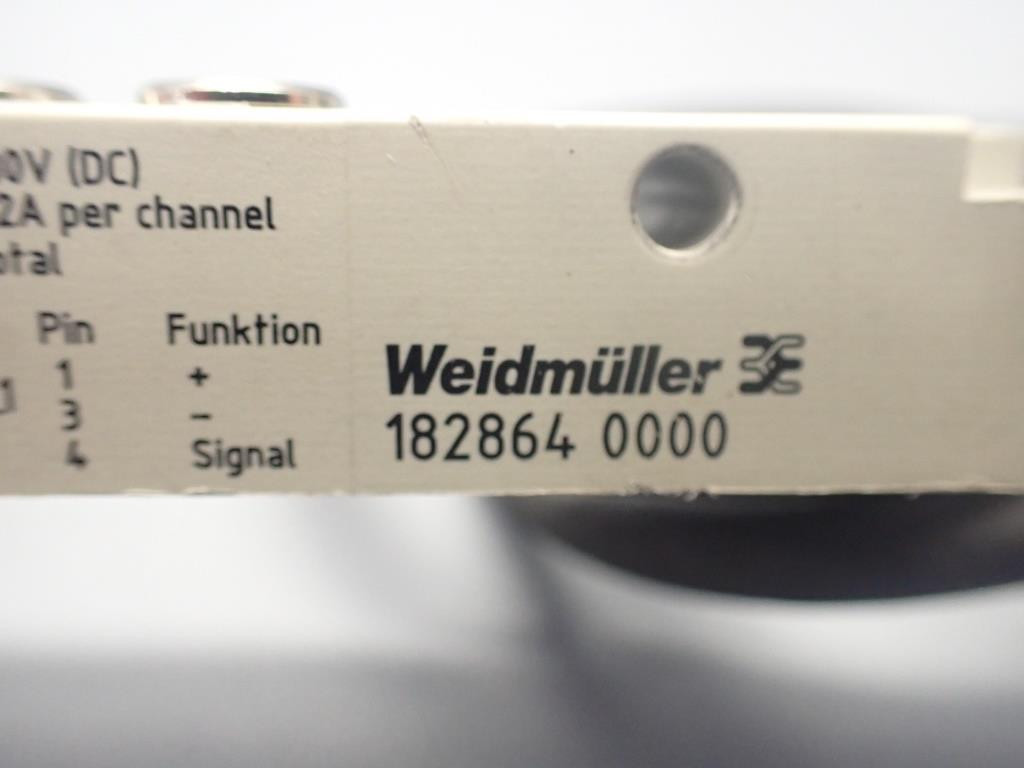 0V (DC)
2A per channel
Pin Funktion
1 +
3 −
4 Signal
Weidmüller
182864 0000